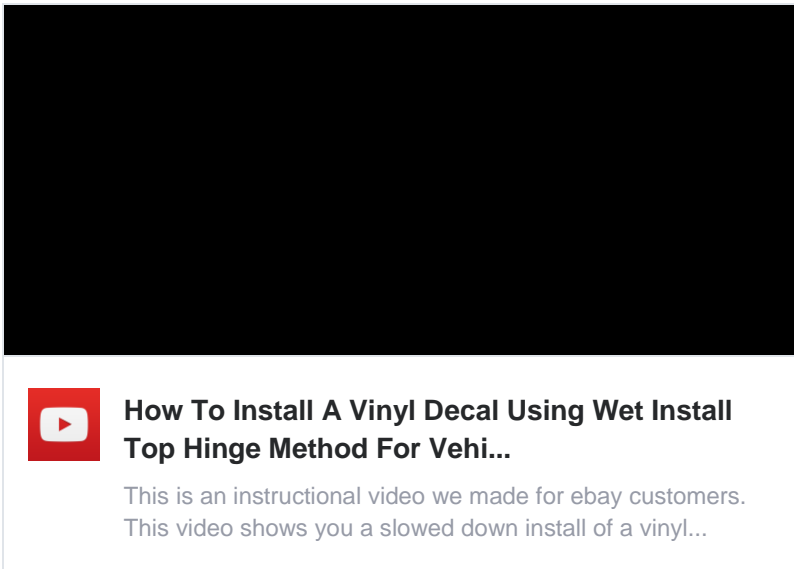 How To Install A Vinyl Decal Using Wet Install
Top Hinge Method For Vehi...
This is an instructional video we made for ebay customers.
This video shows you a slowed down install of a vinyl...